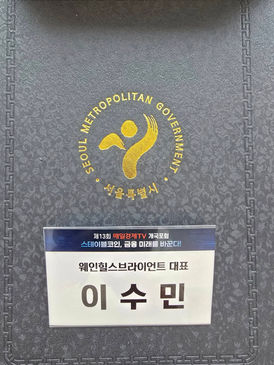 SEOUL METROPOLITAN GOVERNMENT
서울특별시
제13회 매일경제TV 개국포럼
스테이블코인, 금융 미래를 바꾼다!
웨인힐스브라이언트 대표
이 수 민